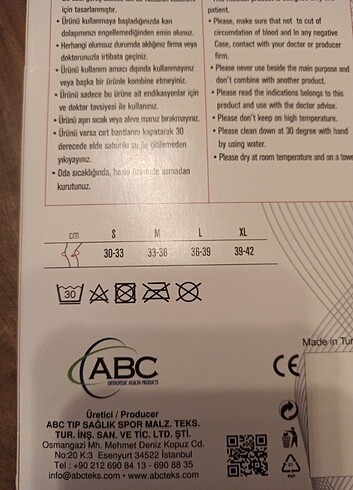 için tasarlanmıştır.
• Ürünü kullanmaya başladığınızda kan
dolaşımınızı engellemediğinden emin olunuz.
• Herhangi olumsuz durumda aldığınız firma veya
doktorunuzla irtibata geçiniz.
• Ürünü kullanım amacı dışında kullanmayınız
veya başka bir ürünle kombine etmeyiniz.
• Ürünü sadece bu ürüne ait endikasyonlar için
ve doktor tavsiyesi ile kullanınız.
• Ürünü aşırı sıcak veya aleve maruz bırakmayınız.
• Ürünü varsa cırt bantlarını kapatarak 30
derecede elde sabunlu su ile çitilemeden
yıkayınız.
• Oda sıcaklığında, havlu üzerinde asmadan
kurutunuz.
patient.
• Please, make sure that not to cut of
circumdation of blood and In any negative
Case, contact with your doctor or producer
firm.
• Please never use beside the main purpose and
don't combine with another product.
• Please read the indications belongs to this
product and use with the doctor advise.
• Please don't keep on high temperature.
• Please clean down at 30 degree with hand
by using water.
• Please dry at room temperature and on a towe
cm S M L XL
30-33 33-36 36-39 39-42
30
ABC
ORTHOPEDIC HEALTH PRODUCTS
Made in Tur
CE
Üretici / Producer
ABC TIP SAĞLIK SPOR MALZ. TEKS.
TUR. İNŞ. SAN. VE TİC. LTD. ŞTİ.
Osmangazi Mh. Mehmet Deniz Kopuz Cd.
No:20 K:3 Esenyurt 34522 İstanbul
Tel : +90 212 690 84 13 - 690 88 35
info@abcteks.com • www.abcteks.com
21
PAP